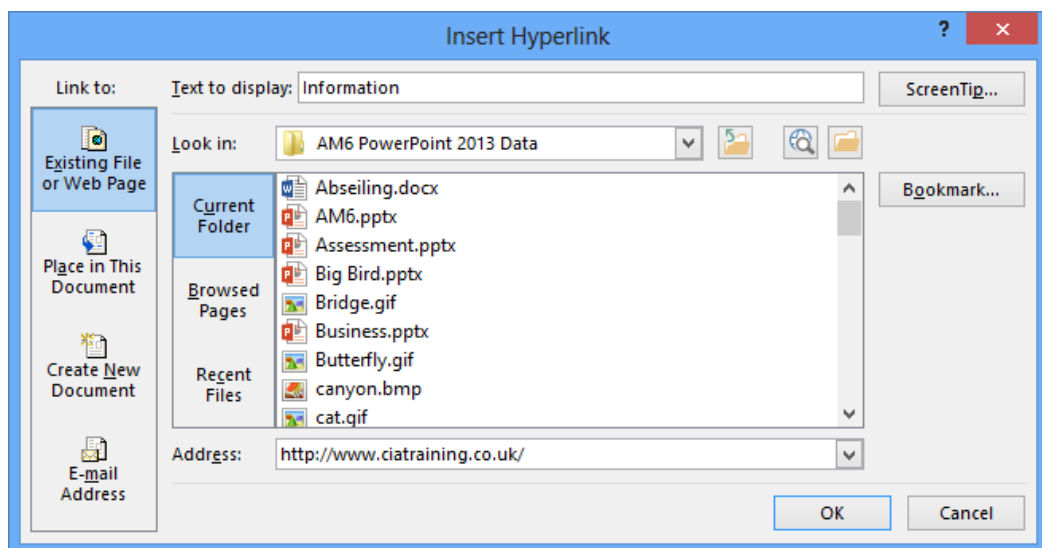 Insert Hyperlink
?
×
Link to:
Text to display: Information
ScreenTip...
Existing File
or Web Page
Look in: AM6 PowerPoint 2013 Data
Bookmark...
Current
Folder
Abseiling.docx
AM6.pptx
Assessment.pptx
Big Bird.pptx
Bridge.gif
Business.pptx
Butterfly.gif
canyon.bmp
cat.gif
Place in This
Document
Browsed
Pages
Create New
Document
Recent
Files
E-mail
Address
Address: http://www.ciatraining.co.uk/
OK
Cancel